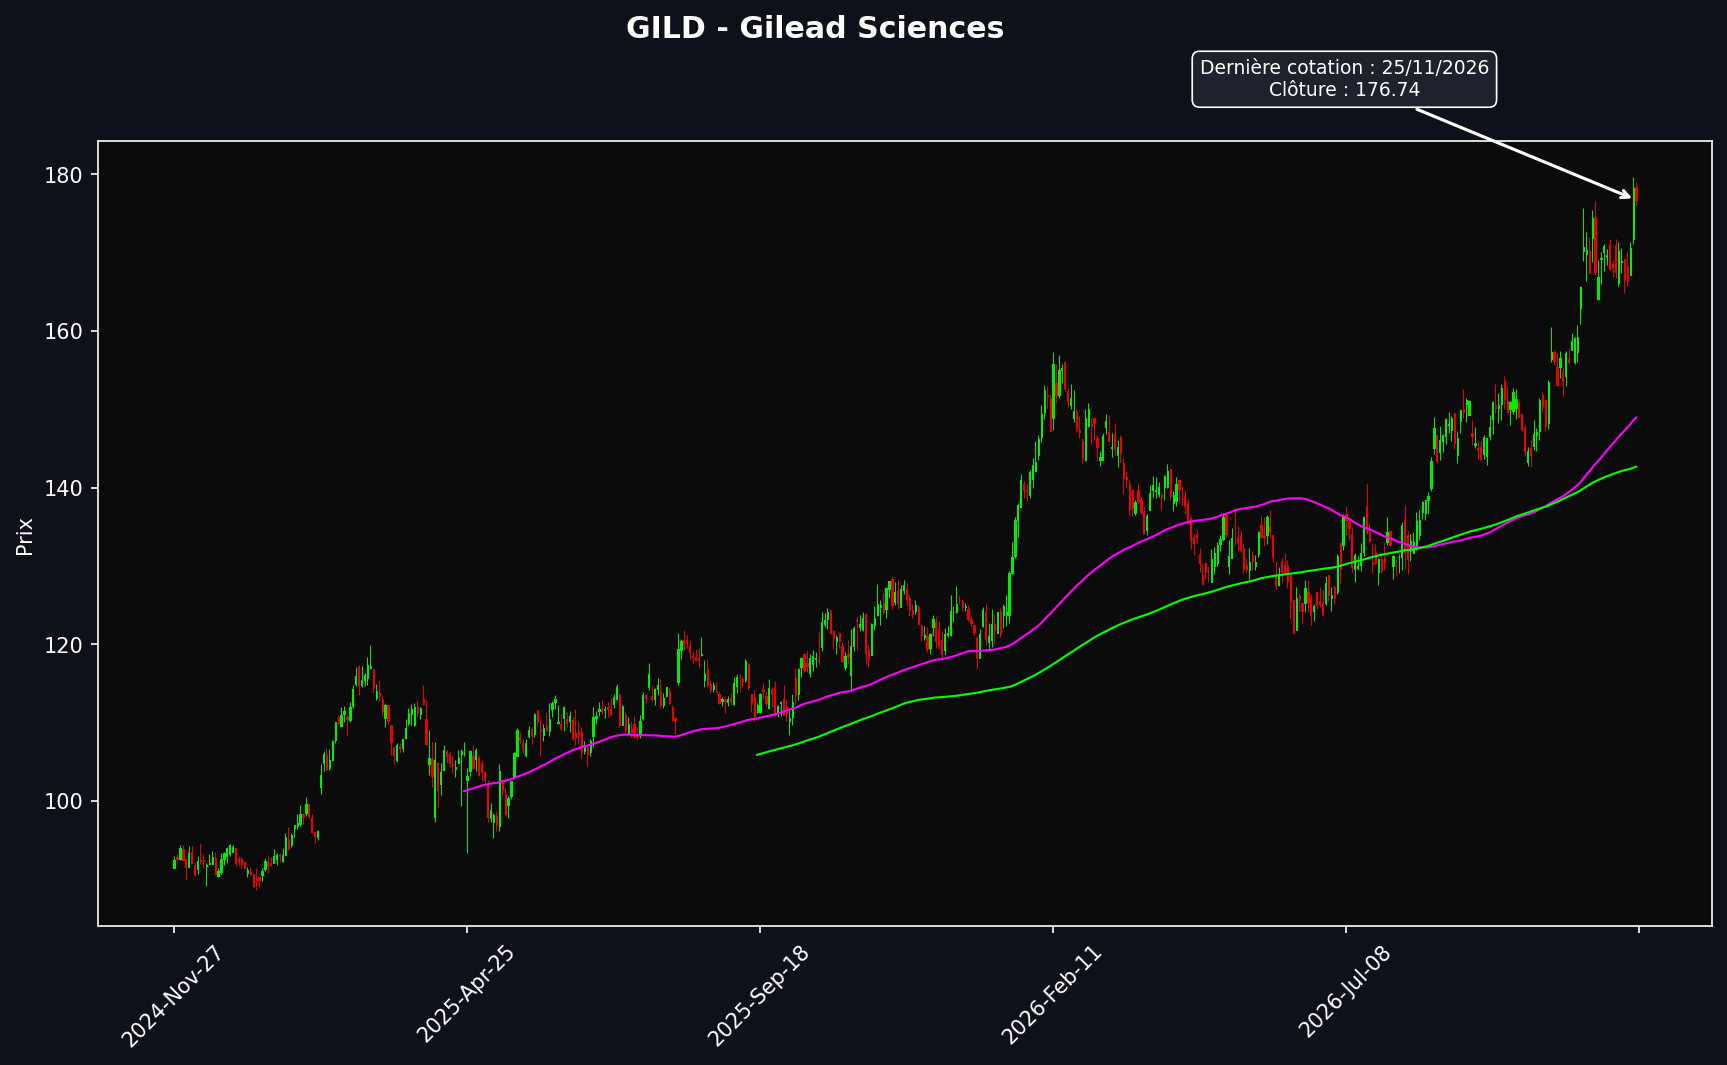 GILD - Gilead Sciences
Dernière cotation : 25/11/2026
Clôture : 176.74
Prix
180
160
140
120
100
2024-Nov-27
2025-Apr-25
2025-Sep-18
2026-Feb-11
2026-Jul-08